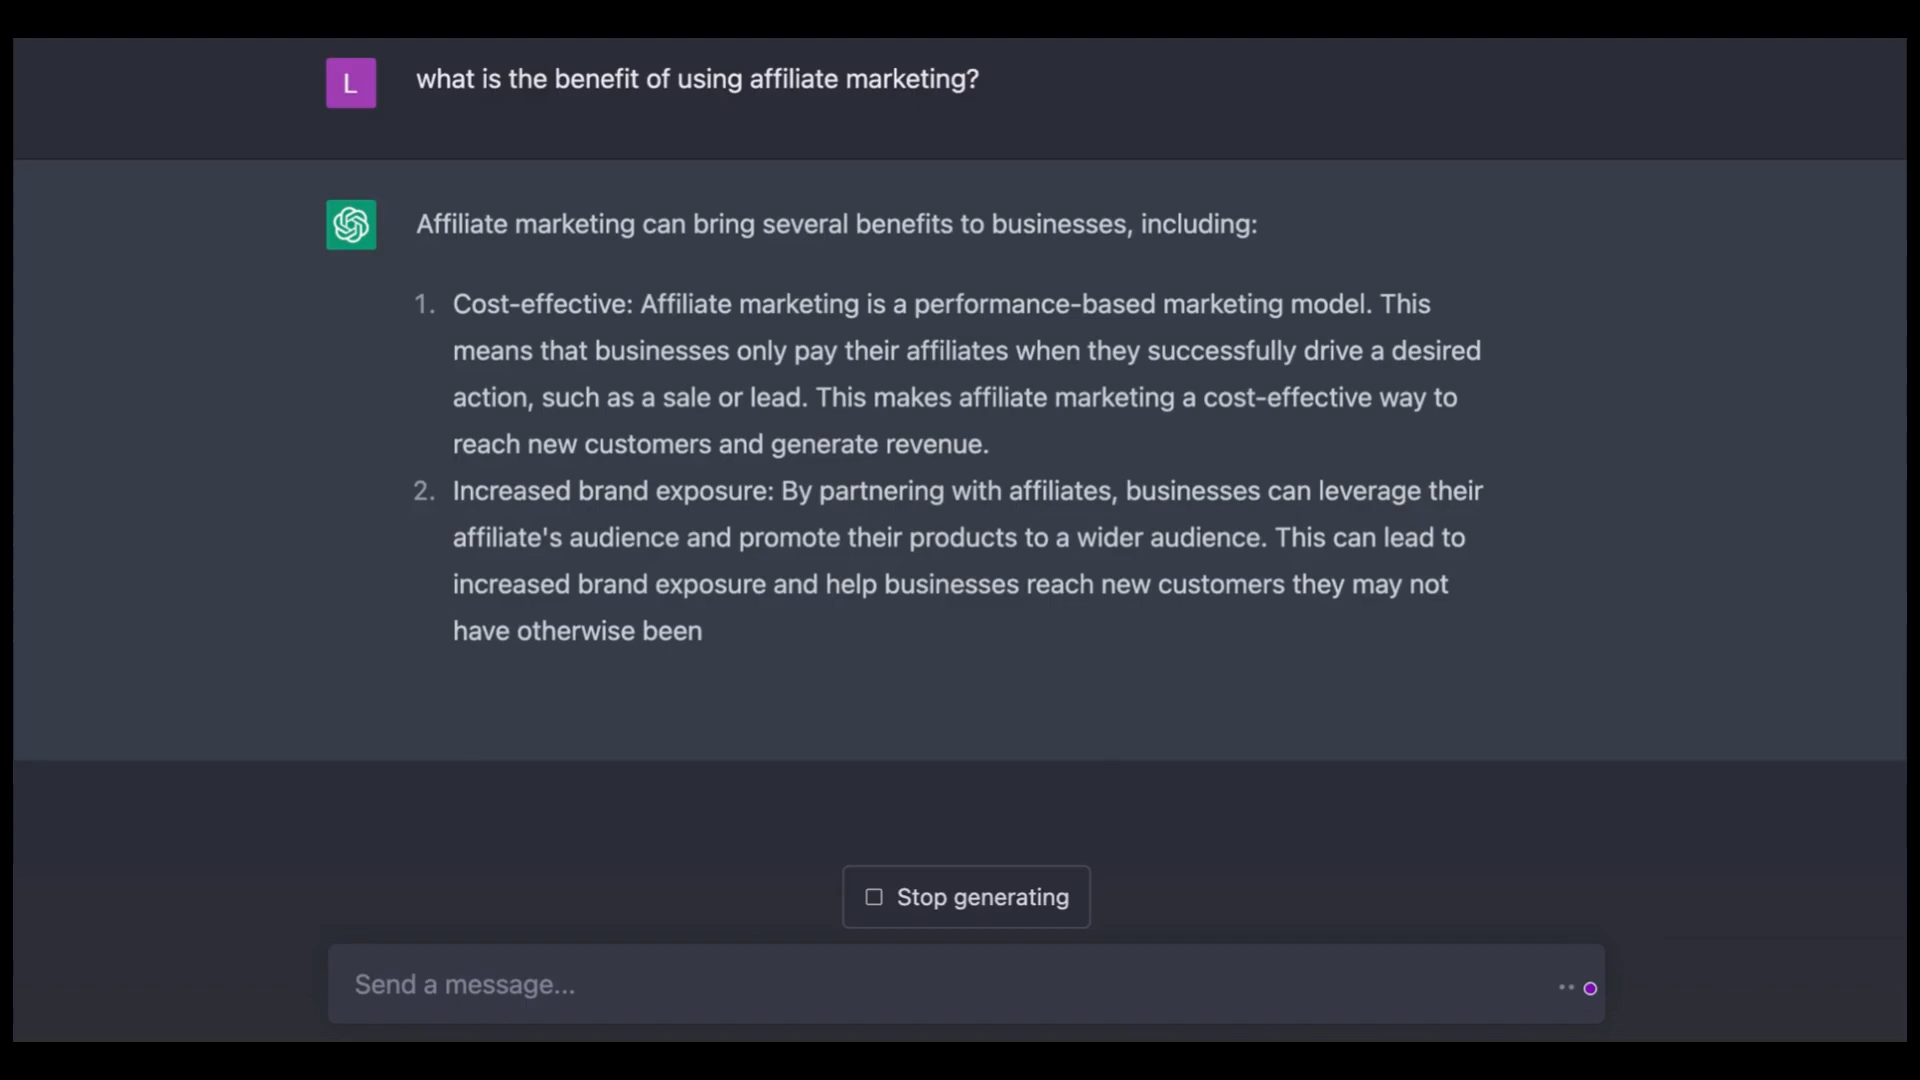 L
what is the benefit of using affiliate marketing?
Affiliate marketing can bring several benefits to businesses, including:
1. Cost-effective: Affiliate marketing is a performance-based marketing model. This
means that businesses only pay their affiliates when they successfully drive a desired
action, such as a sale or lead. This makes affiliate marketing a cost-effective way to
reach new customers and generate revenue.
2. Increased brand exposure: By partnering with affiliates, businesses can leverage their
affiliate's audience and promote their products to a wider audience. This can lead to
increased brand exposure and help businesses reach new customers they may not
have otherwise been
Stop generating
Send a message...